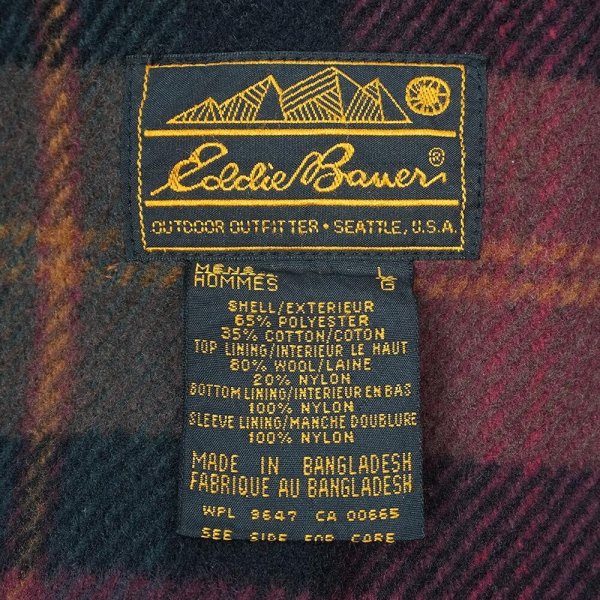 Eddie Bauer®
OUTDOOR OUTFITTER • SEATTLE, U.S.A.
MENS L/G
HOMMES
SHELL/EXTERIEUR
65% POLYESTER
35% COTTON/COTON
TOP LINING/INTERIEUR LE HAUT
80% WOOL/LAINE
20% NYLON
BOTTOM LINING/INTERIEUR EN BAS
100% NYLON
SLEEVE LINING/MANCHE DOUBLURE
100% NYLON
MADE IN BANGLADESH
FABRIQUE AU BANGLADESH
WPL 9647 CA 00665
SEE SIDE FOR CARE